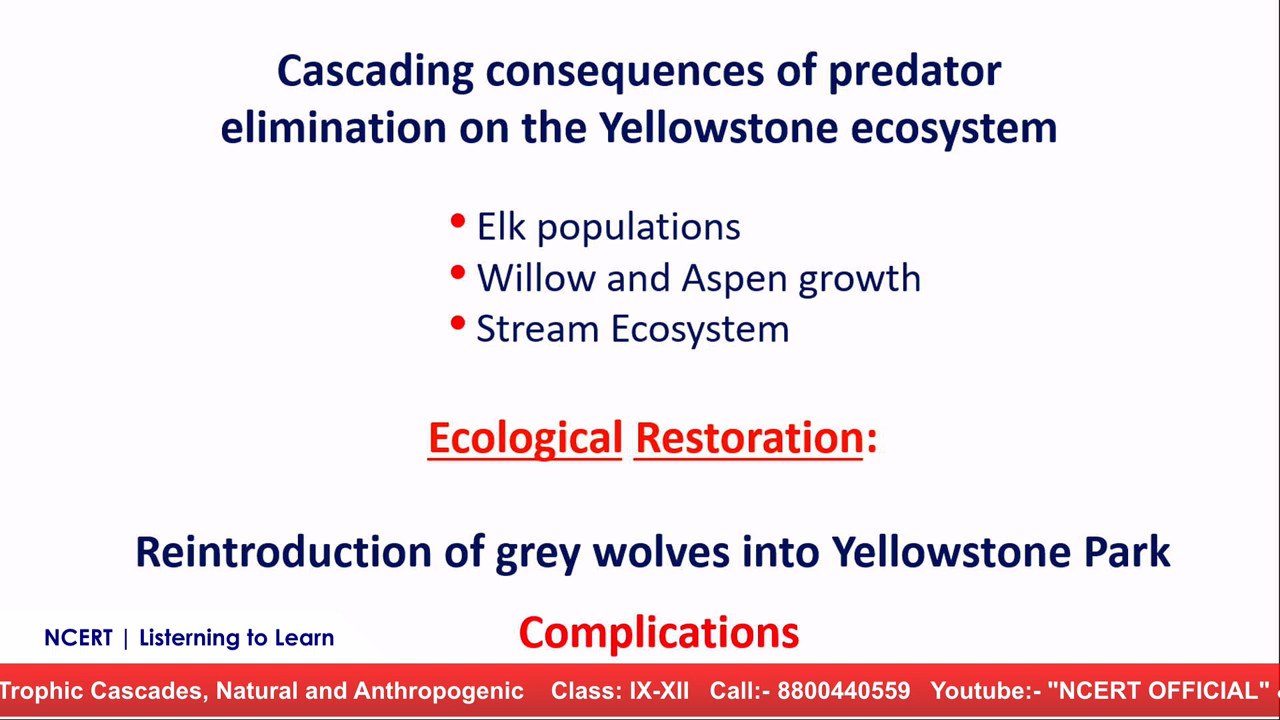 Cascading consequences of predator
elimination on the Yellowstone ecosystem
• Elk populations
• Willow and Aspen growth
• Stream Ecosystem
Ecological Restoration:
Reintroduction of grey wolves into Yellowstone Park
Complications
NCERT | Listerning to Learn
Trophic Cascades, Natural and Anthropogenic Class: IX-XII Call:- 8800440559 Youtube:- "NCERT OFFICIAL"